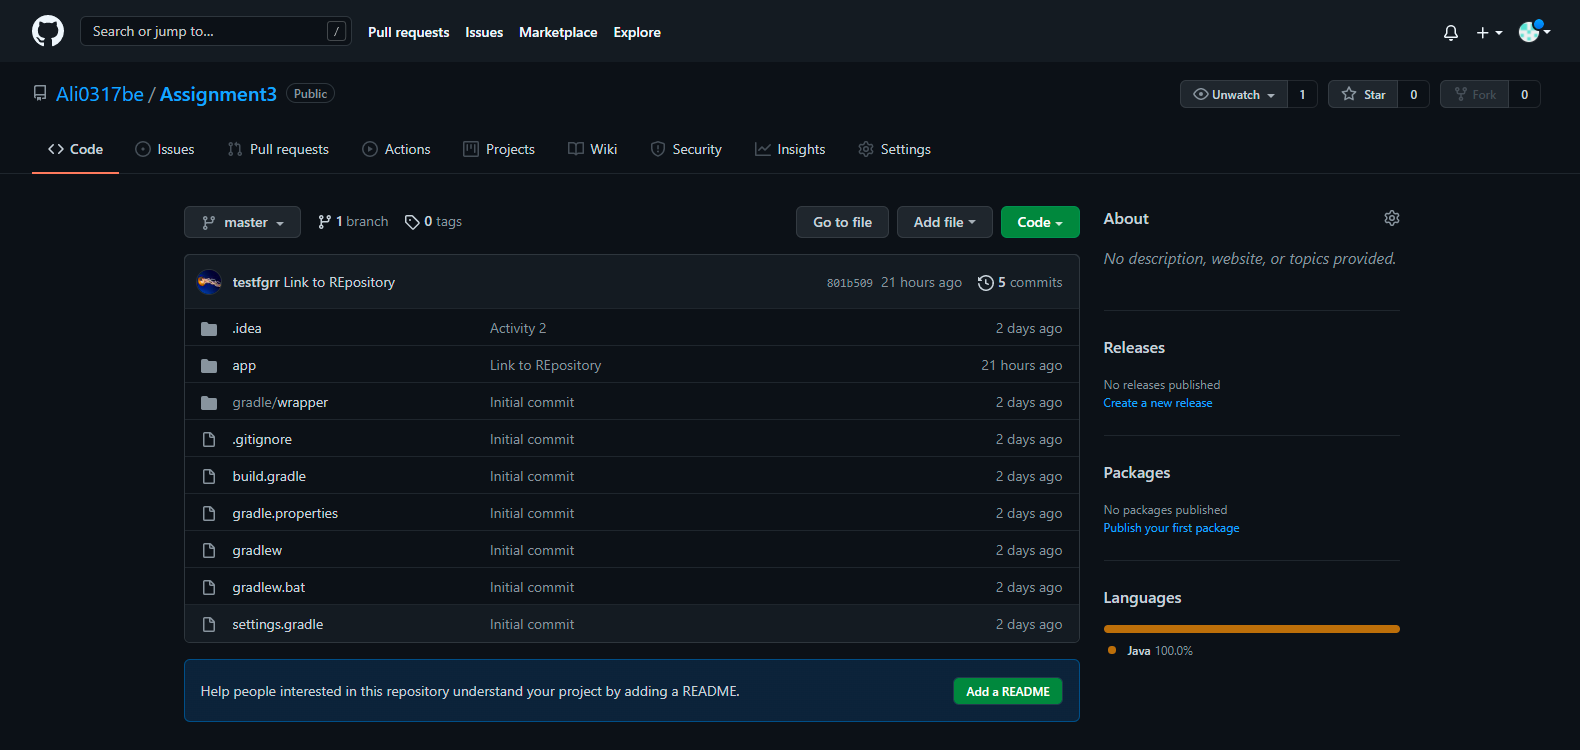 Search or jump to... / Pull requests Issues Marketplace Explore
Ali0317be / Assignment3 Public Unwatch 1 Star 0 Fork 0
Code Issues Pull requests Actions Projects Wiki Security Insights Settings
master 1 branch 0 tags Go to file Add file Code
testfgrr Link to REpository 801b509 21 hours ago 5 commits
.idea Activity 2 2 days ago
app Link to REpository 21 hours ago
gradle/wrapper Initial commit 2 days ago
.gitignore Initial commit 2 days ago
build.gradle Initial commit 2 days ago
gradle.properties Initial commit 2 days ago
gradlew Initial commit 2 days ago
gradlew.bat Initial commit 2 days ago
settings.gradle Initial commit 2 days ago
Help people interested in this repository understand your project by adding a README. Add a README
About
No description, website, or topics provided.
Releases
No releases published
Create a new release
Packages
No packages published
Publish your first package
Languages
Java 100.0%